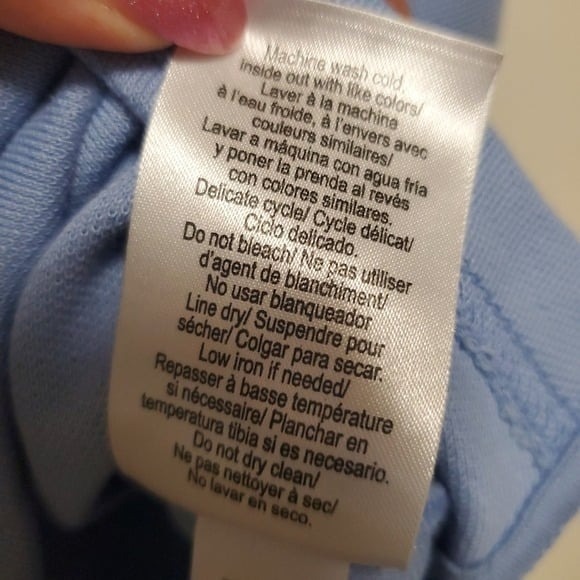 Machine wash cold,
inside out with like colors/
Laver à la machina
à l'eau froide, à l'envers avec
couleurs similaires/
Lavar a máquina con agua fría
y poner la prenda al revés
con colores similares.
Delicate cycle/ Cycle délicat/
Ciclo delicado.
Do not bleach/ Ne pas utiliser
d'agent de blanchiment/
No usar blanqueador
Line dry/ Suspendre pour
sécher/ Colgar para secar.
Low iron if needed/
Repasser à basse température
si nécessaire/ Planchar en
temperatura tibia si es necesario.
Do not dry clean/
Ne pas nettoyer à sec/
No lavar en seco.